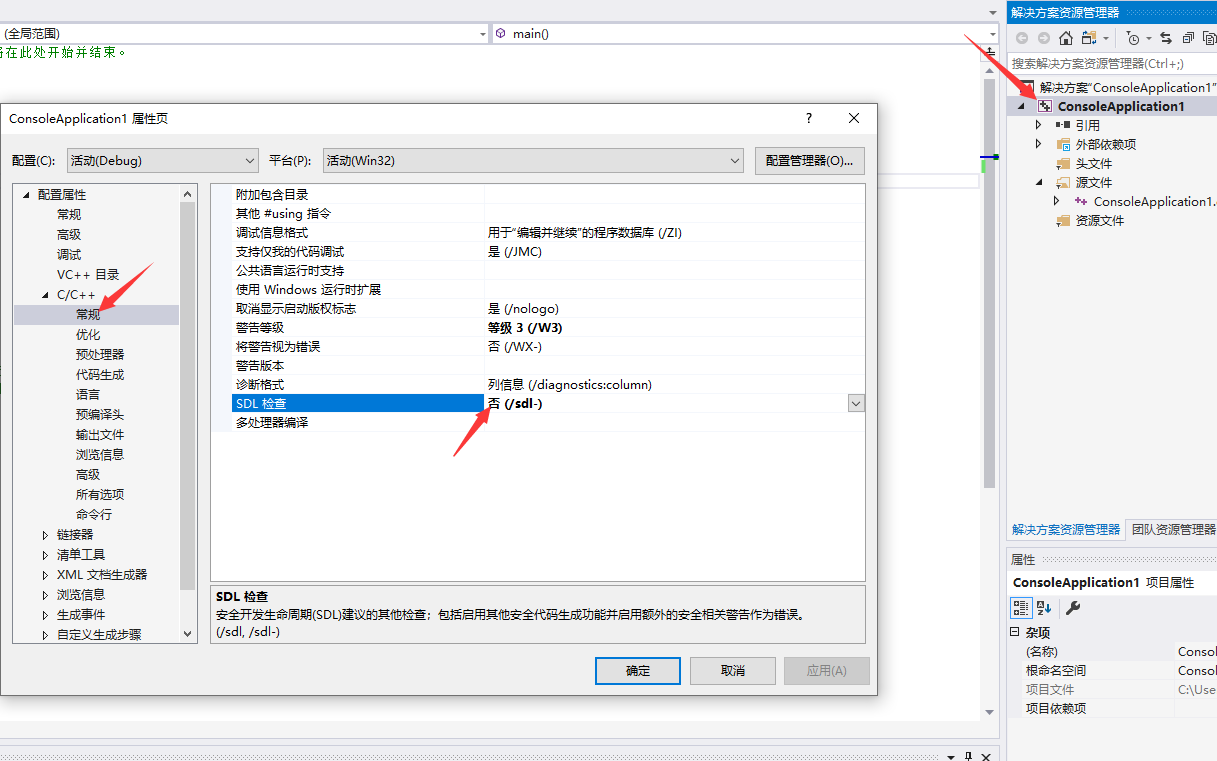 (全局范围)
main()
将在此处开始并结束。
ConsoleApplication1 属性页
?
配置(C):
活动(Debug)
平台(P):
活动(Win32)
配置管理器(O)...
配置属性
常规
高级
调试
VC++ 目录
C/C++
常规
优化
预处理器
代码生成
语言
预编译头
输出文件
浏览信息
高级
所有选项
命令行
链接器
清单工具
XML 文档生成器
浏览信息
生成事件
自定义生成步骤
附加包含目录
其他 #using 指令
调试信息格式 用于“编辑并继续”的程序数据库 (/ZI)
支持仅我的代码调试 是 (/JMC)
公共语言运行时支持
使用 Windows 运行时扩展
取消显示启动版权标志 是 (/nologo)
警告等级 等级 3 (/W3)
将警告视为错误 否 (/WX-)
警告版本
诊断格式 列信息 (/diagnostics:column)
SDL 检查 否 (/sdl-)
多处理器编译
SDL 检查
安全开发生命周期(SDL)建议的其他检查；包括启用其他安全代码生成功能并启用额外的安全相关警告作为错误。
(/sdl, /sdl-)
确定
取消
应用(A)
解决方案资源管理器
搜索解决方案资源管理器(Ctrl+;)
解决方案"ConsoleApplication1"
ConsoleApplication1
引用
外部依赖项
头文件
源文件
ConsoleApplication1.
资源文件
解决方案资源管理器
团队资源管理器
属性
ConsoleApplication1 项目属性
杂项
(名称) Consol
根命名空间 Consol
项目文件 C:\Use
项目依赖项